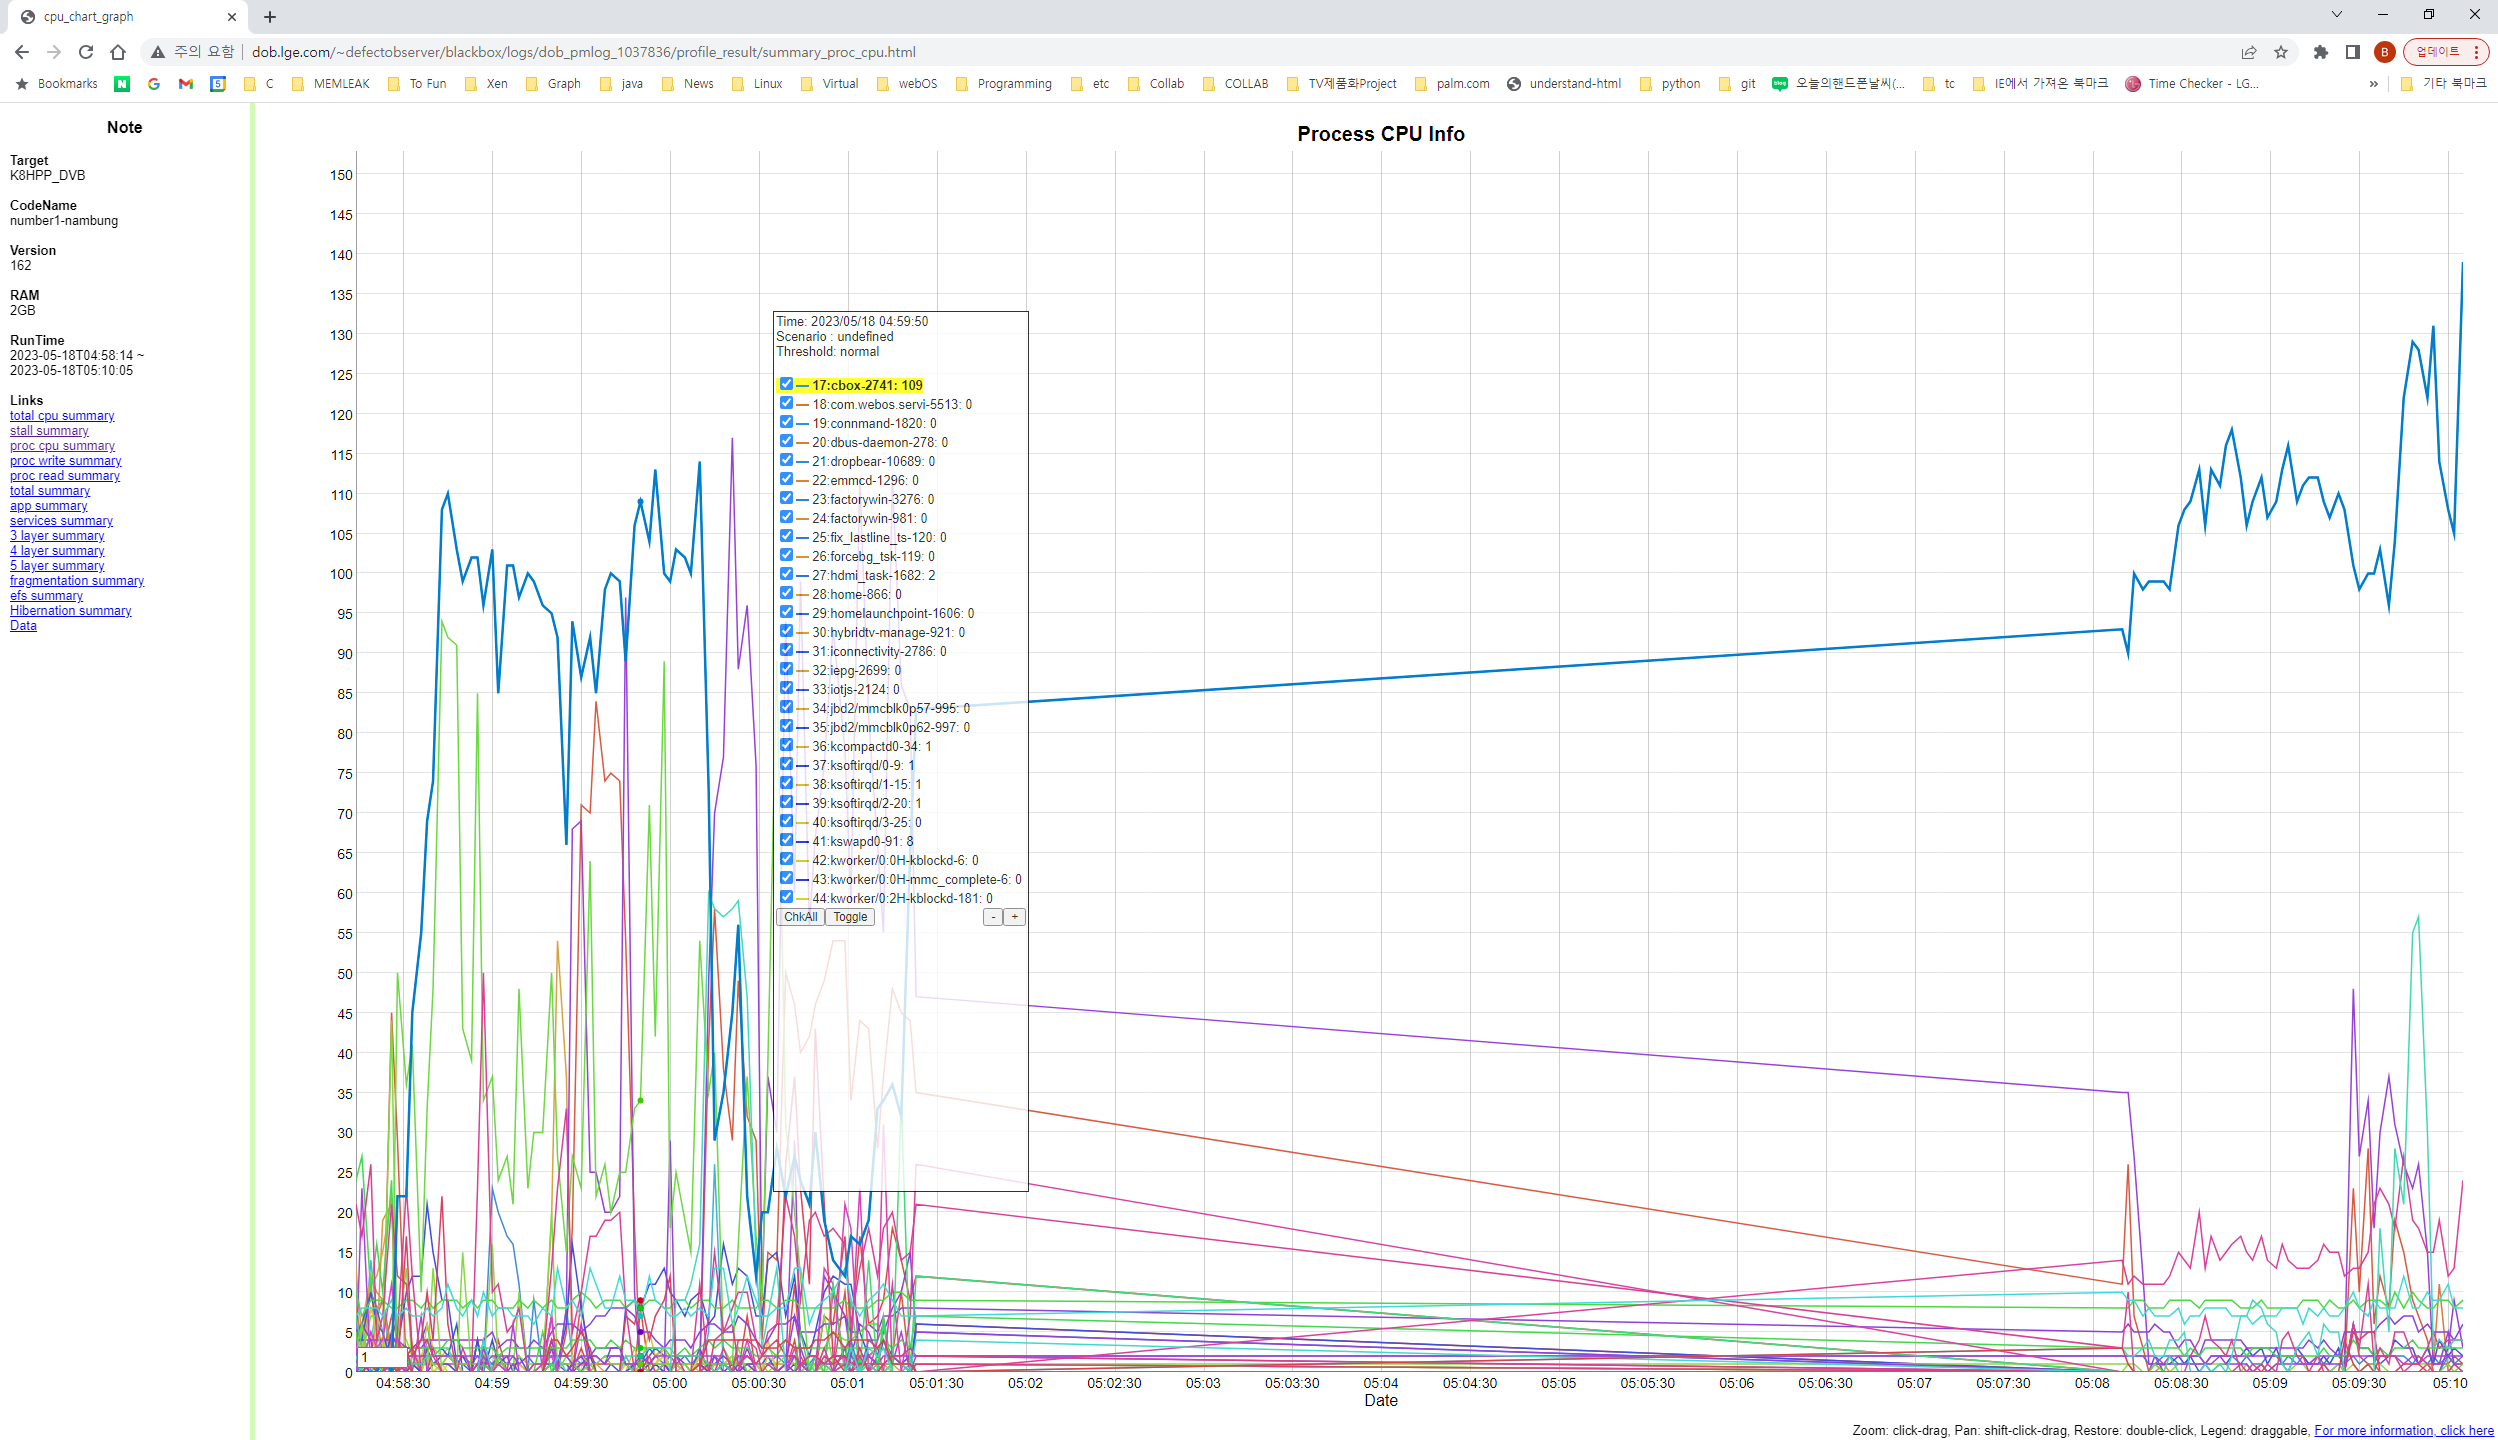 cpu_chart_graph
주의 요함
dob.lge.com/~defectobserver/blackbox/logs/dob_pmlog_1037836/profile_result/summary_proc_cpu.html
B
업데이트
Bookmarks
N
G
M
5
C
MEMLEAK
To Fun
Xen
Graph
java
News
Linux
Virtual
webOS
Programming
etc
Collab
COLLAB
TV제품화Project
palm.com
understand-html
python
git
blog
오늘의핸드폰날씨(...
tc
IE에서 가져온 북마크
Time Checker - LG...
»
기타 북마크
Note
Target
K8HPP_DVB
CodeName
number1-nambung
Version
162
RAM
2GB
RunTime
2023-05-18T04:58:14 ~
2023-05-18T05:10:05
Links
total cpu summary
stall summary
proc cpu summary
proc write summary
proc read summary
total summary
app summary
services summary
3 layer summary
4 layer summary
5 layer summary
fragmentation summary
efs summary
Hibernation summary
Data
Process CPU Info
150
145
140
135
130
125
120
115
110
105
100
95
90
85
80
75
70
65
60
55
50
45
40
35
30
25
20
15
10
5
0
1
Time: 2023/05/18 04:59:50
Scenario : undefined
Threshold: normal
17:cbox-2741: 109
18:com.webos.servi-5513: 0
19:connmand-1820: 0
20:dbus-daemon-278: 0
21:dropbear-10689: 0
22:emmcd-1296: 0
23:factorywin-3276: 0
24:factorywin-981: 0
25:fix_lastline_ts-120: 0
26:forcebg_tsk-119: 0
27:hdmi_task-1682: 2
28:home-866: 0
29:homelaunchpoint-1606: 0
30:hybridtv-manage-921: 0
31:iconnectivity-2786: 0
32:iepg-2699: 0
33:iotjs-2124: 0
34:jbd2/mmcblk0p57-995: 0
35:jbd2/mmcblk0p62-997: 0
36:kcompactd0-34: 1
37:ksoftirqd/0-9: 1
38:ksoftirqd/1-15: 1
39:ksoftirqd/2-20: 1
40:ksoftirqd/3-25: 0
41:kswapd0-91: 8
42:kworker/0:0H-kblockd-6: 0
43:kworker/0:0H-mmc_complete-6: 0
44:kworker/0:2H-kblockd-181: 0
ChkAll Toggle - +
04:58:30 04:59 04:59:30 05:00 05:00:30 05:01 05:01:30 05:02 05:02:30 05:03 05:03:30 05:04 05:04:30 05:05 05:05:30 05:06 05:06:30 05:07 05:07:30 05:08 05:08:30 05:09 05:09:30 05:10
Date
Zoom: click-drag, Pan: shift-click-drag, Restore: double-click, Legend: draggable, For more information, click here